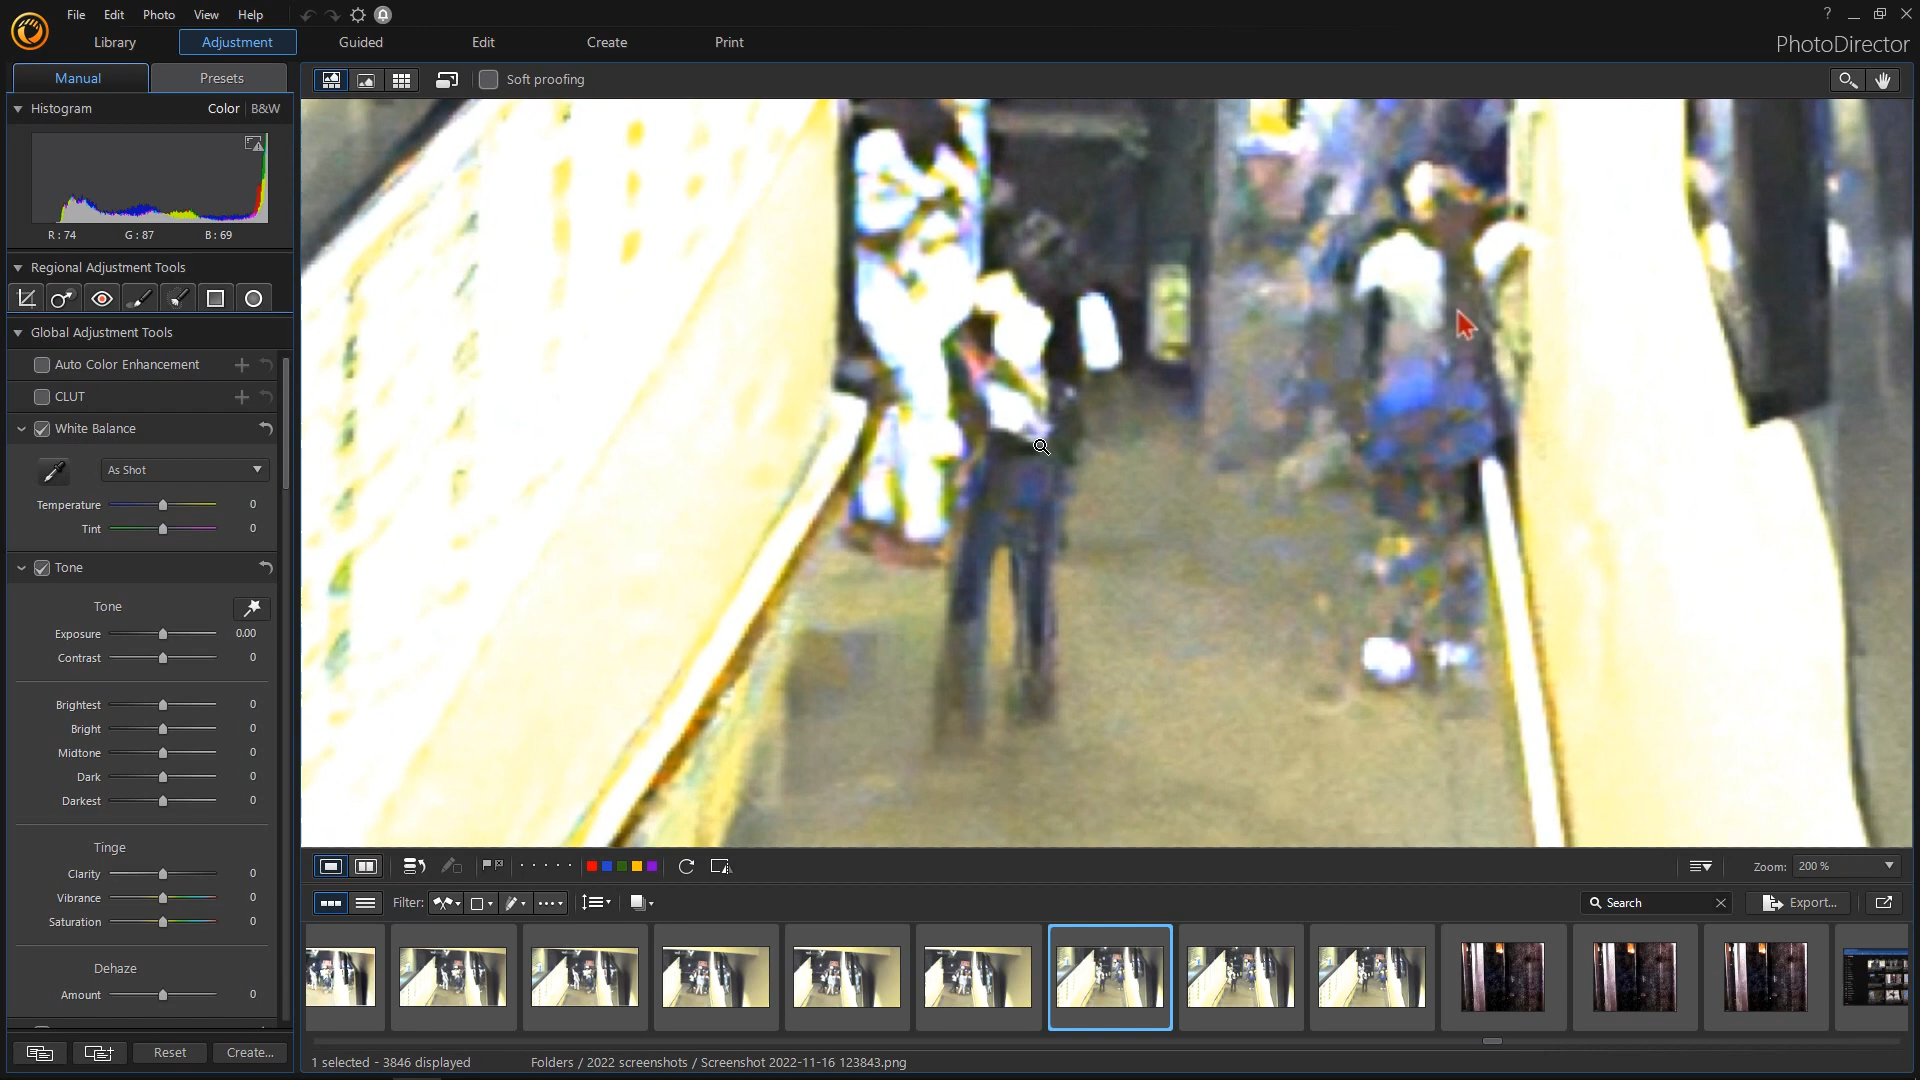 File Edit Photo View Help
?
Library Adjustment Guided Edit Create Print
PhotoDirector
Manual Presets
Soft proofing
Histogram Color | B&W
R : 74 G : 87 B : 69
Regional Adjustment Tools
Global Adjustment Tools
Auto Color Enhancement
CLUT
White Balance
As Shot
Temperature 0
Tint 0
Tone
Tone
Exposure 0.00
Contrast 0
Brightest 0
Bright 0
Midtone 0
Dark 0
Darkest 0
Tinge
Clarity 0
Vibrance 0
Saturation 0
Dehaze
Amount 0
Reset Create...
Zoom: 200 %
Filter:
Search
Export...
1 selected - 3846 displayed Folders / 2022 screenshots / Screenshot 2022-11-16 123843.png